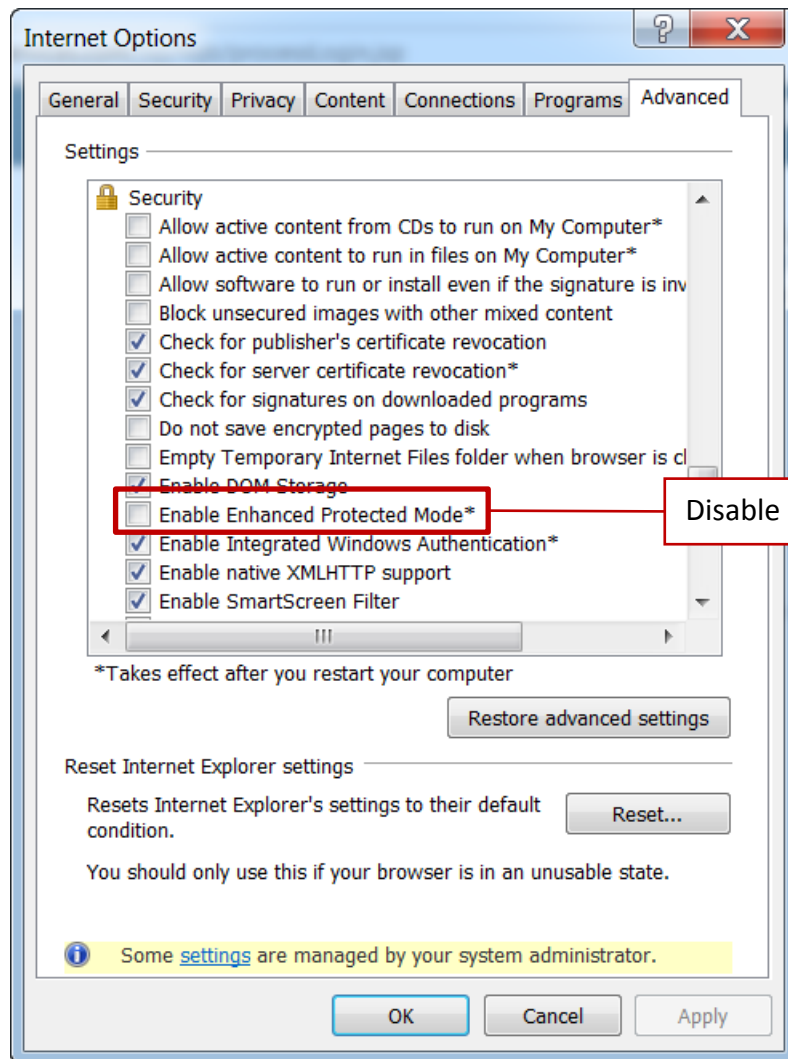 Internet Options
General Security Privacy Content Connections Programs Advanced
Settings
Security
Allow active content from CDs to run on My Computer*
Allow active content to run in files on My Computer*
Allow software to run or install even if the signature is inv
Block unsecured images with other mixed content
Check for publisher's certificate revocation
Check for server certificate revocation*
Check for signatures on downloaded programs
Do not save encrypted pages to disk
Empty Temporary Internet Files folder when browser is cl
Enable DOM Storage
Enable Enhanced Protected Mode*
Disable
Enable Integrated Windows Authentication*
Enable native XMLHTTP support
Enable SmartScreen Filter
*Takes effect after you restart your computer
Restore advanced settings
Reset Internet Explorer settings
Resets Internet Explorer's settings to their default
condition.
Reset...
You should only use this if your browser is in an unusable state.
Some settings are managed by your system administrator.
OK Cancel Apply